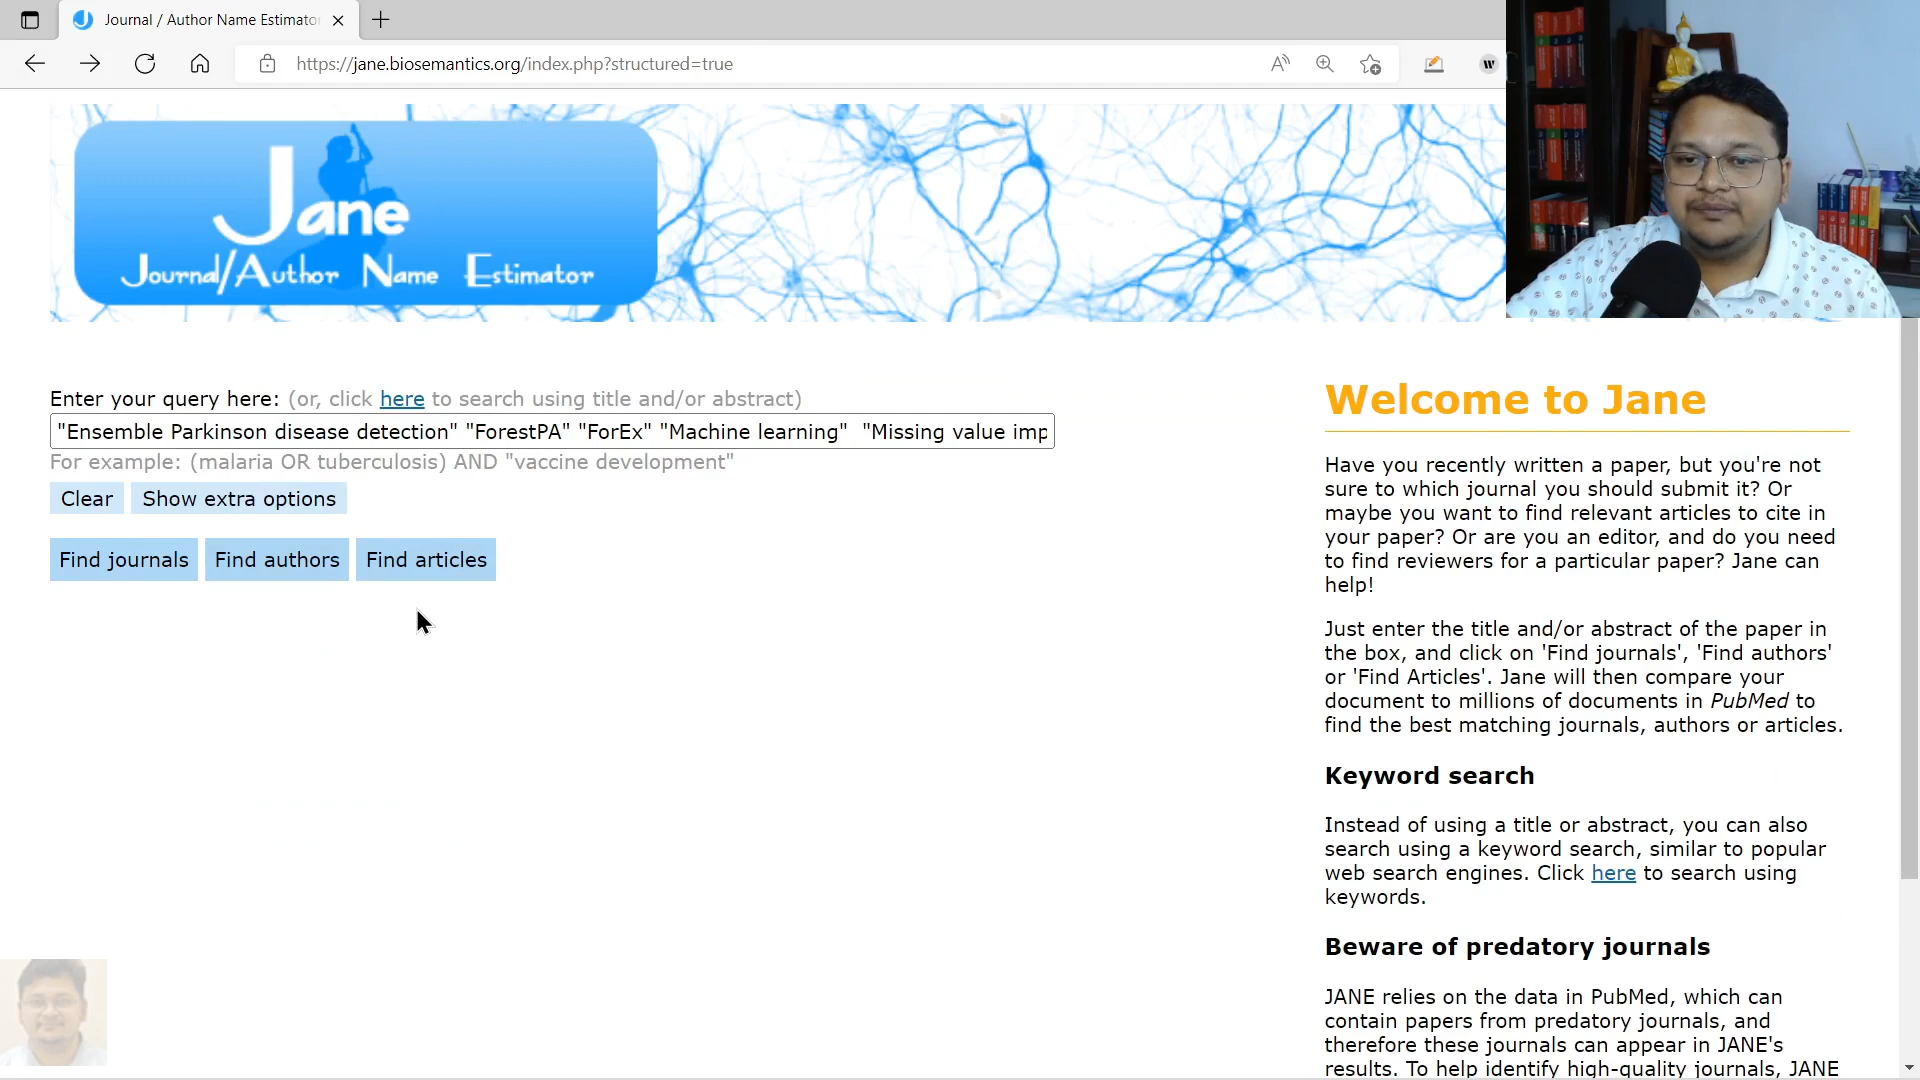 Journal / Author Name Estimato
https://jane.biosemantics.org/index.php?structured=true
W
Jane
Journal/Author Name Estimator
Enter your query here: (or, click here to search using title and/or abstract)
"Ensemble Parkinson disease detection" "ForestPA" "ForEx" "Machine learning" "Missing value imp
For example: (malaria OR tuberculosis) AND "vaccine development"
Clear Show extra options
Find journals Find authors Find articles
Welcome to Jane
Have you recently written a paper, but you're not
sure to which journal you should submit it? Or
maybe you want to find relevant articles to cite in
your paper? Or are you an editor, and do you need
to find reviewers for a particular paper? Jane can
help!
Just enter the title and/or abstract of the paper in
the box, and click on 'Find journals', 'Find authors'
or 'Find Articles'. Jane will then compare your
document to millions of documents in PubMed to
find the best matching journals, authors or articles.
Keyword search
Instead of using a title or abstract, you can also
search using a keyword search, similar to popular
web search engines. Click here to search using
keywords.
Beware of predatory journals
JANE relies on the data in PubMed, which can
contain papers from predatory journals, and
therefore these journals can appear in JANE's
results. To help identify high-quality journals, JANE